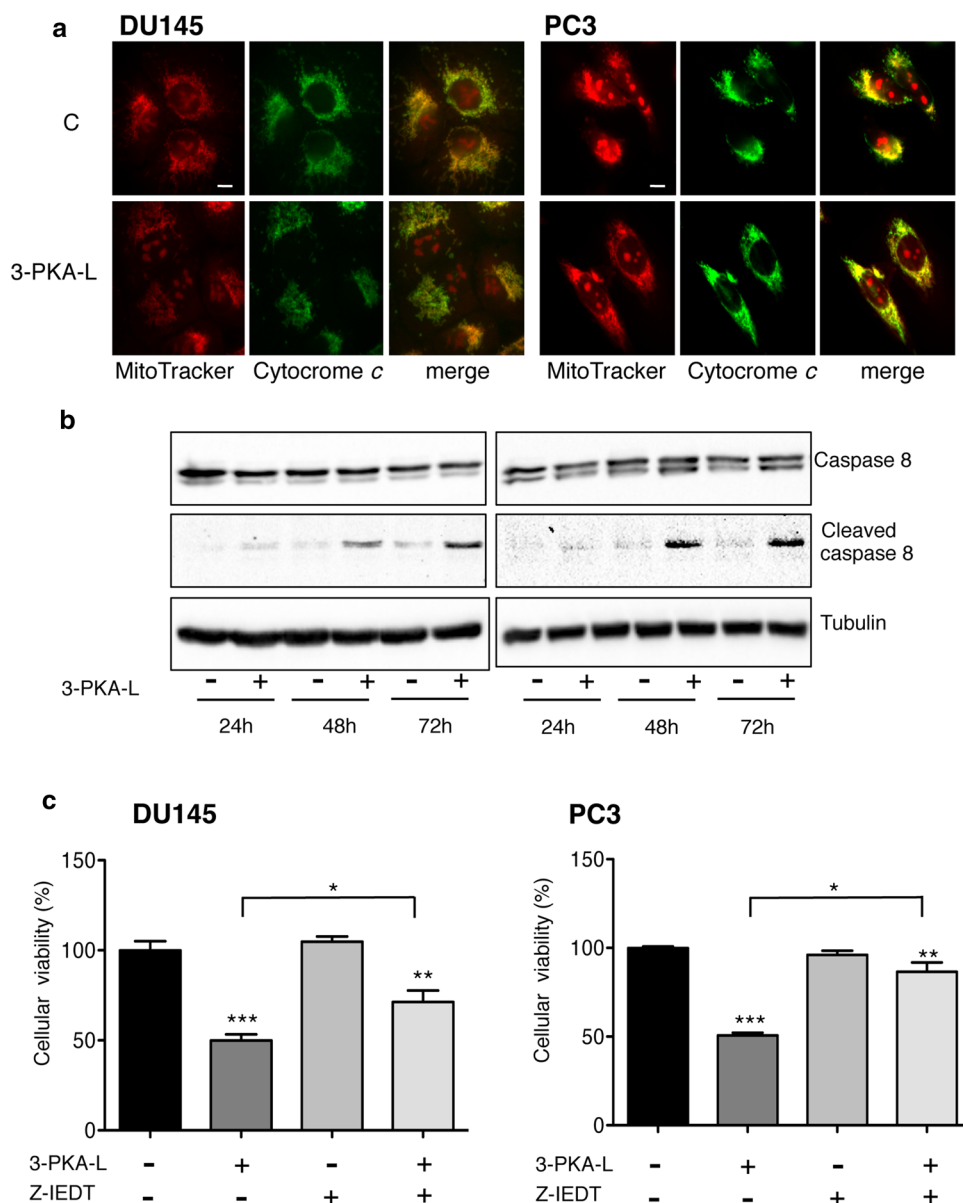 a
DU145
PC3
C
3-PKA-L
MitoTracker Cytocrome c merge MitoTracker Cytocrome c merge
b
Caspase 8
Cleaved
caspase 8
Tubulin
3-PKA-L - + - + - + - + - + - +
24h 48h 72h 24h 48h 72h
c
DU145
Cellular viability (%)
150
100
50
0
*
***
**
3-PKA-L - + - +
Z-IEDT - - + +
PC3
Cellular viability (%)
150
100
50
0
*
***
**
3-PKA-L - + - +
Z-IEDT - - + +